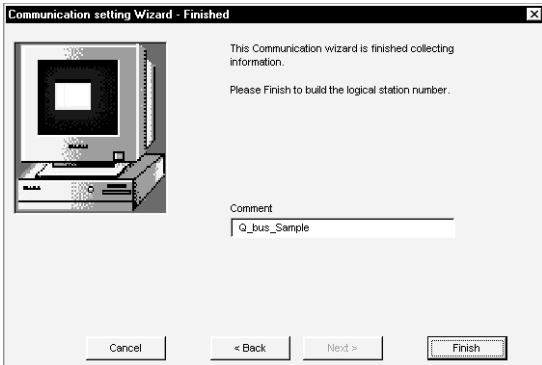 Communication setting Wizard - Finished
This Communication wizard is finished collecting
information.
Please Finish to build the logical station number.
Comment
Q_bus_Sample
Cancel
< Back
Next >
Finish